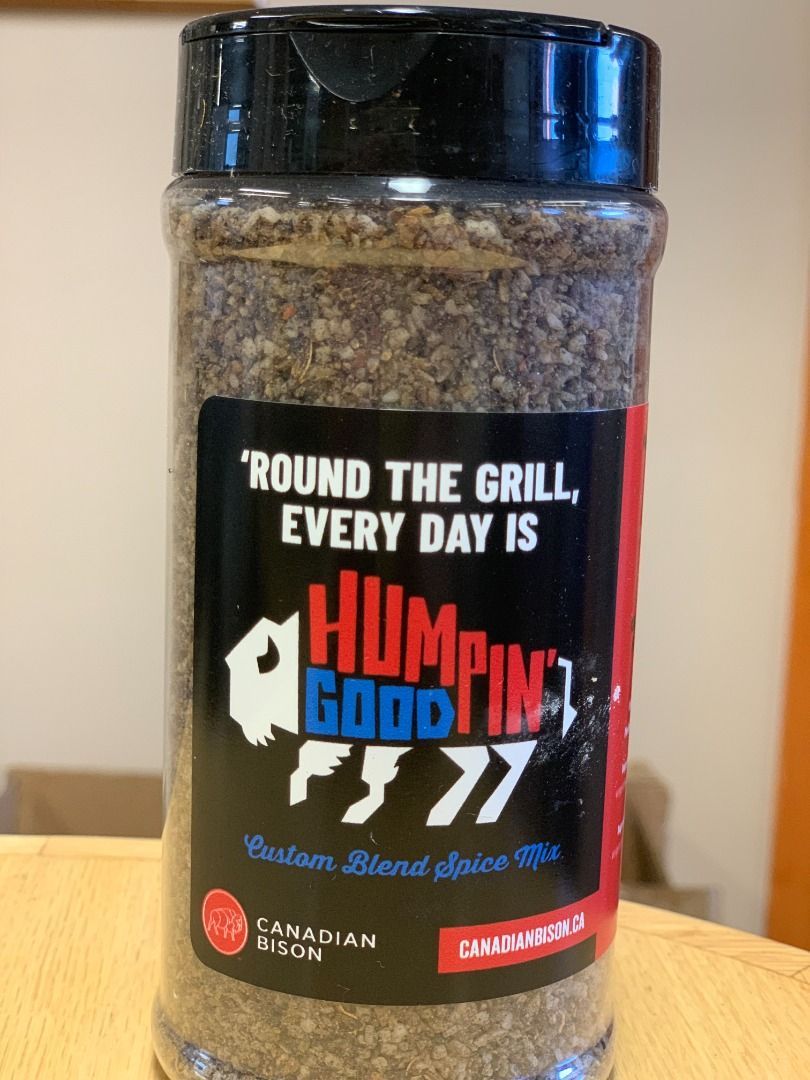 ‘ROUND THE GRILL,
EVERY DAY IS
HUMPIN’
GOOD
Custom Blend Spice Mix
CANADIAN
BISON
CANADIANBISON.CA